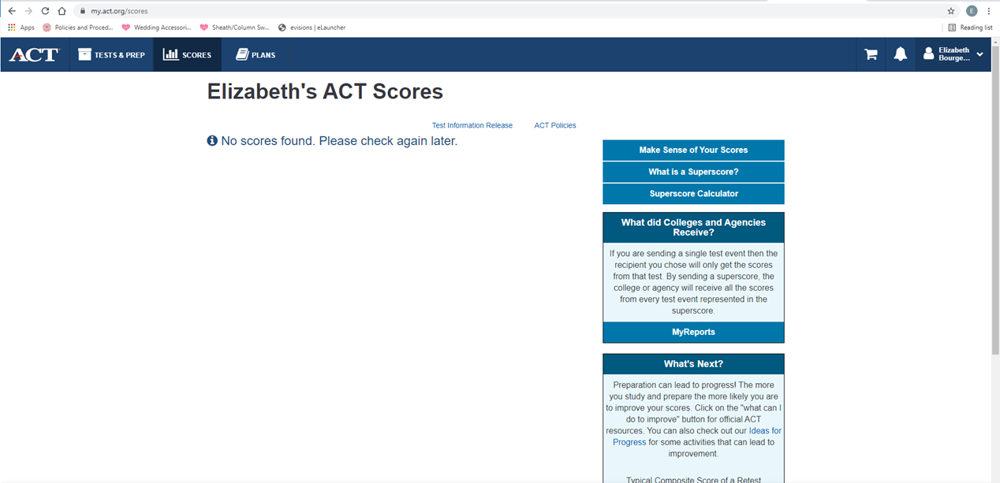 my.act.org/scores
E
Apps
Policies and Proced...
Wedding Accessori...
Sheath/Column Sw...
evisions | eLauncher
Reading list
ACT
TESTS & PREP
SCORES
PLANS
Elizabeth
Bourge...
Elizabeth's ACT Scores
Test Information Release
ACT Policies
No scores found. Please check again later.
Make Sense of Your Scores
What is a Superscore?
Superscore Calculator
What did Colleges and Agencies
Receive?
If you are sending a single test event then the
recipient you chose will only get the scores
from that test. By sending a superscore, the
college or agency will receive all the scores
from every test event represented in the
superscore.
MyReports
What's Next?
Preparation can lead to progress! The more
you study and prepare the more likely you are
to improve your scores. Click on the "what can I
do to improve" button for official ACT
resources. You can also check out our Ideas for
Progress for some activities that can lead to
improvement.
Typical Composite Score of a Retest